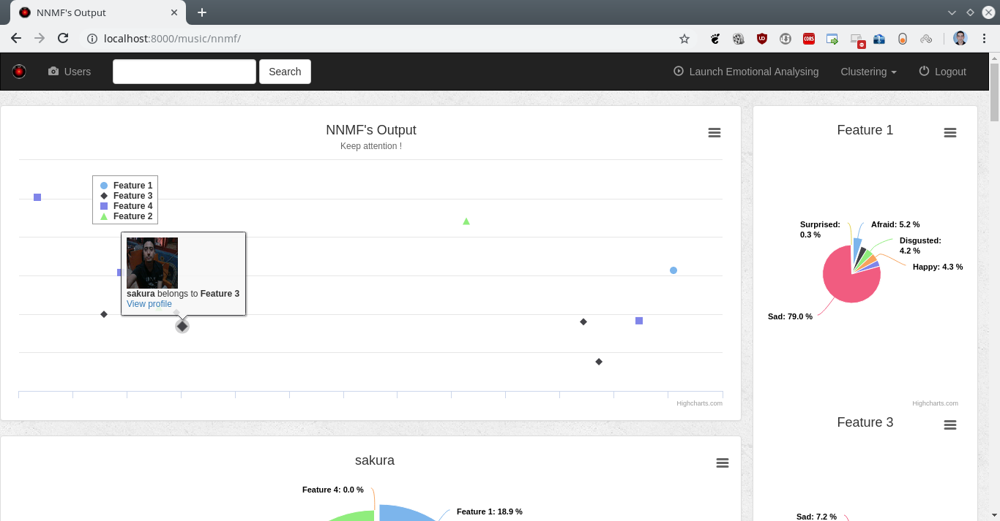 NNMF's Output
localhost:8000/music/nnmf/
UD
CORS
Users
Search
Launch Emotional Analysing
Clustering
Logout
NNMF's Output
Keep attention !
Feature 1
Feature 3
Feature 4
Feature 2
sakura belongs to Feature 3
View profile
Highcharts.com
sakura
Feature 4: 0.0 %
Feature 1: 18.9 %
Feature 1
Surprised:
0.3 %
Afraid: 5.2 %
Disgusted:
4.2 %
Happy: 4.3 %
Sad: 79.0 %
Highcharts.com
Feature 3
Sad: 7.2 %